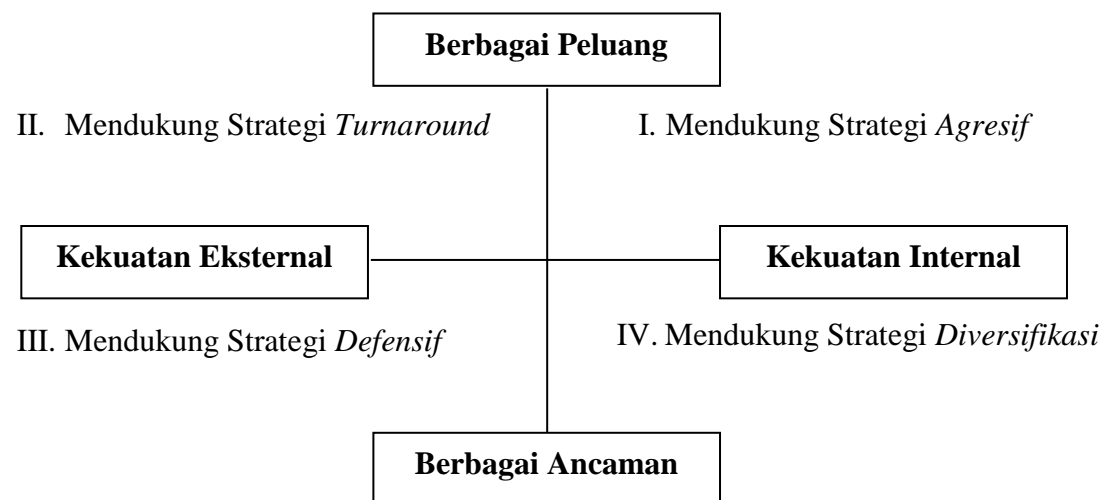 Berbagai Peluang
II. Mendukung Strategi Turnaround
I. Mendukung Strategi Agresif
Kekuatan Eksternal
Kekuatan Internal
III. Mendukung Strategi Defensif
IV. Mendukung Strategi Diversifikasi
Berbagai Ancaman